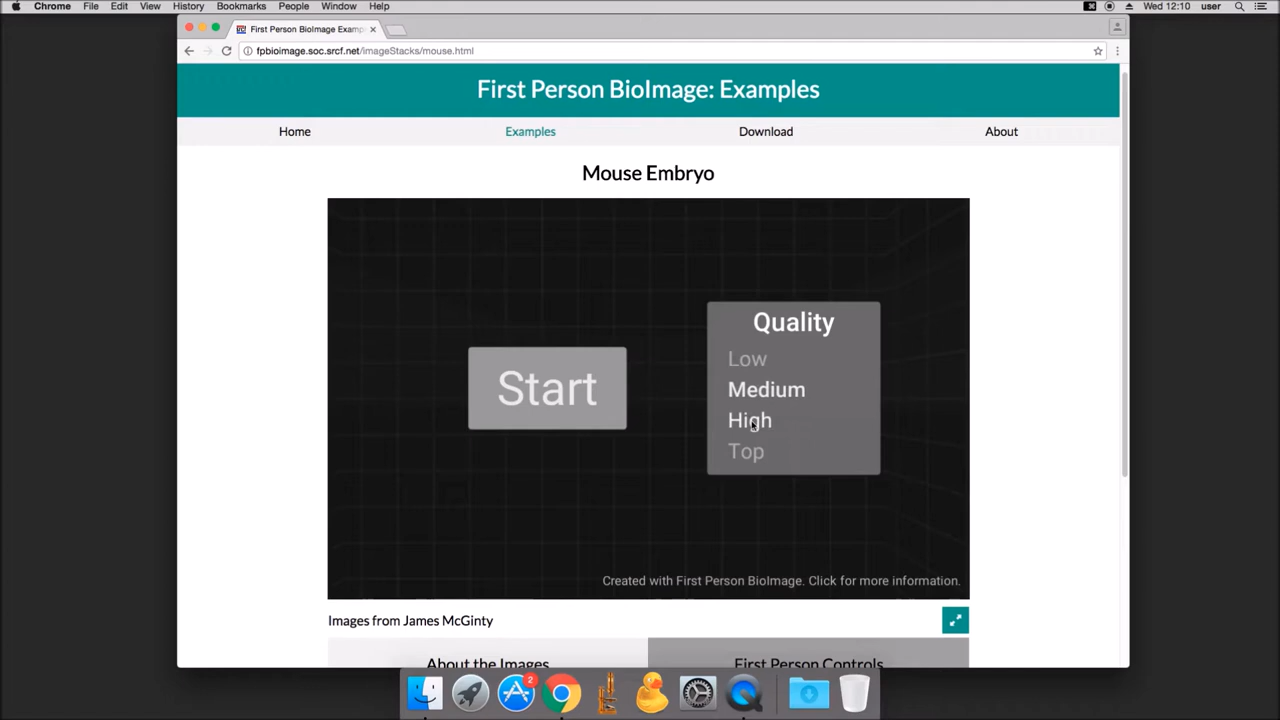 Chrome File Edit View History Bookmarks People Window Help Wed 12:10 user
First Person BioImage Examp
fpbioimage.soc.srcf.net/imageStacks/mouse.html
First Person BioImage: Examples
Home Examples Download About
Mouse Embryo
Start
Quality
Low
Medium
High
Top
Created with First Person BioImage. Click for more information.
Images from James McGinty
About the Images First Person Controls
2